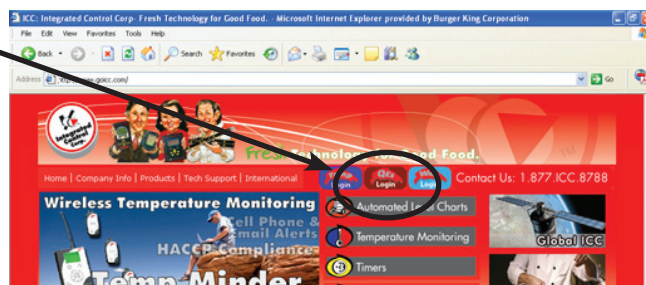 ICC: Integrated Control Corp- Fresh Technology for Good Food. - Microsoft Internet Explorer provided by Burger King Corporation
File Edit View Favorites Tools Help
Back Search Favorites
Address Go
Integrated Control Corp.
Fresh Technology for Good Food.
TM
Home | Company Info | Products | Tech Support | International
Login
Login
Login
Contact Us: 1.877.ICC.8788
Wireless Temperature Monitoring
Cell Phone &
Email Alerts
HACCP Compliance
Temp Minder
Automated Charts
Temperature Monitoring
Timers
Global ICC